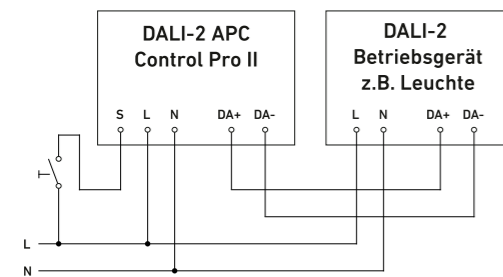 DALI-2 APC
Control Pro II
S L N DA+ DA-
DALI-2
Betriebsgerät
z.B. Leuchte
L N DA+ DA-
L
N